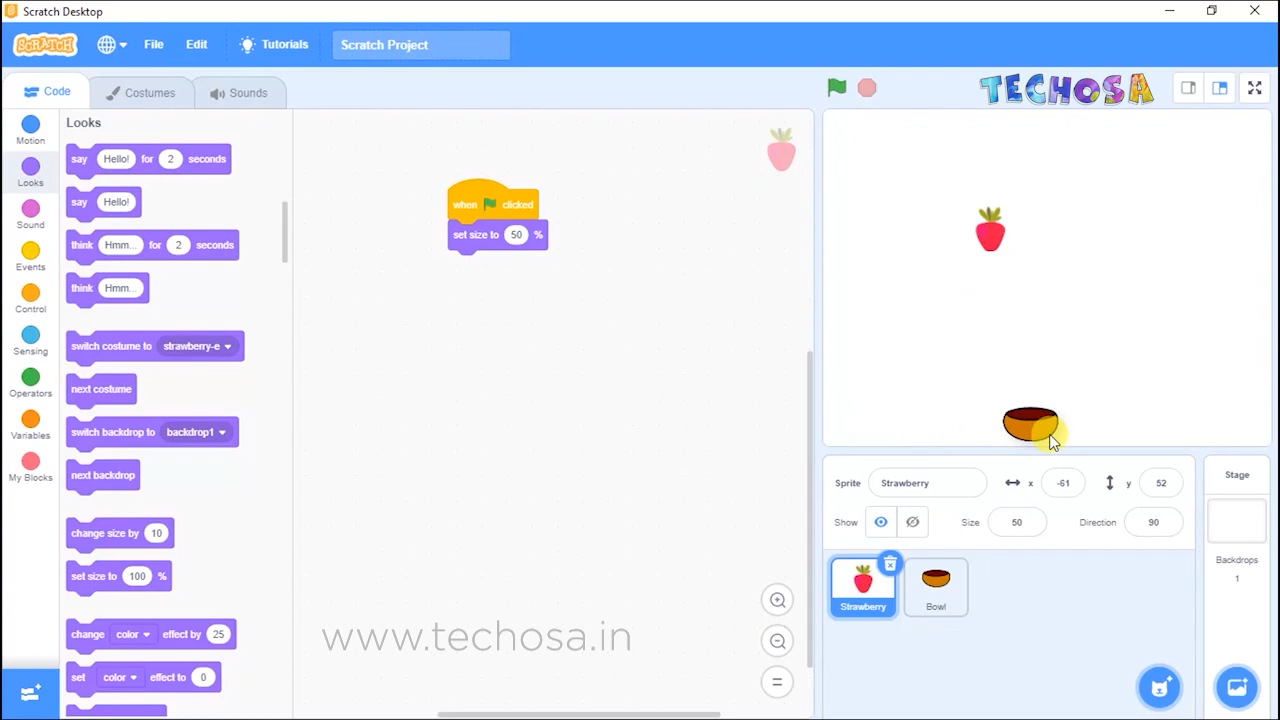 Scratch Desktop
SCRATCH File Edit Tutorials Scratch Project
Code Costumes Sounds
TECHOSA
Motion
Looks
Sound
Events
Control
Sensing
Operators
Variables
My Blocks
Looks
say Hello! for 2 seconds
say Hello!
think Hmm... for 2 seconds
think Hmm...
switch costume to strawberry-e
next costume
switch backdrop to backdrop1
next backdrop
change size by 10
set size to 100 %
change color effect by 25
set color effect to 0
when clicked
set size to 50 %
www.techosa.in
Sprite Strawberry x -61 y 52
Show Size 50 Direction 90
Strawberry
Bowl
Stage
Backdrops
1